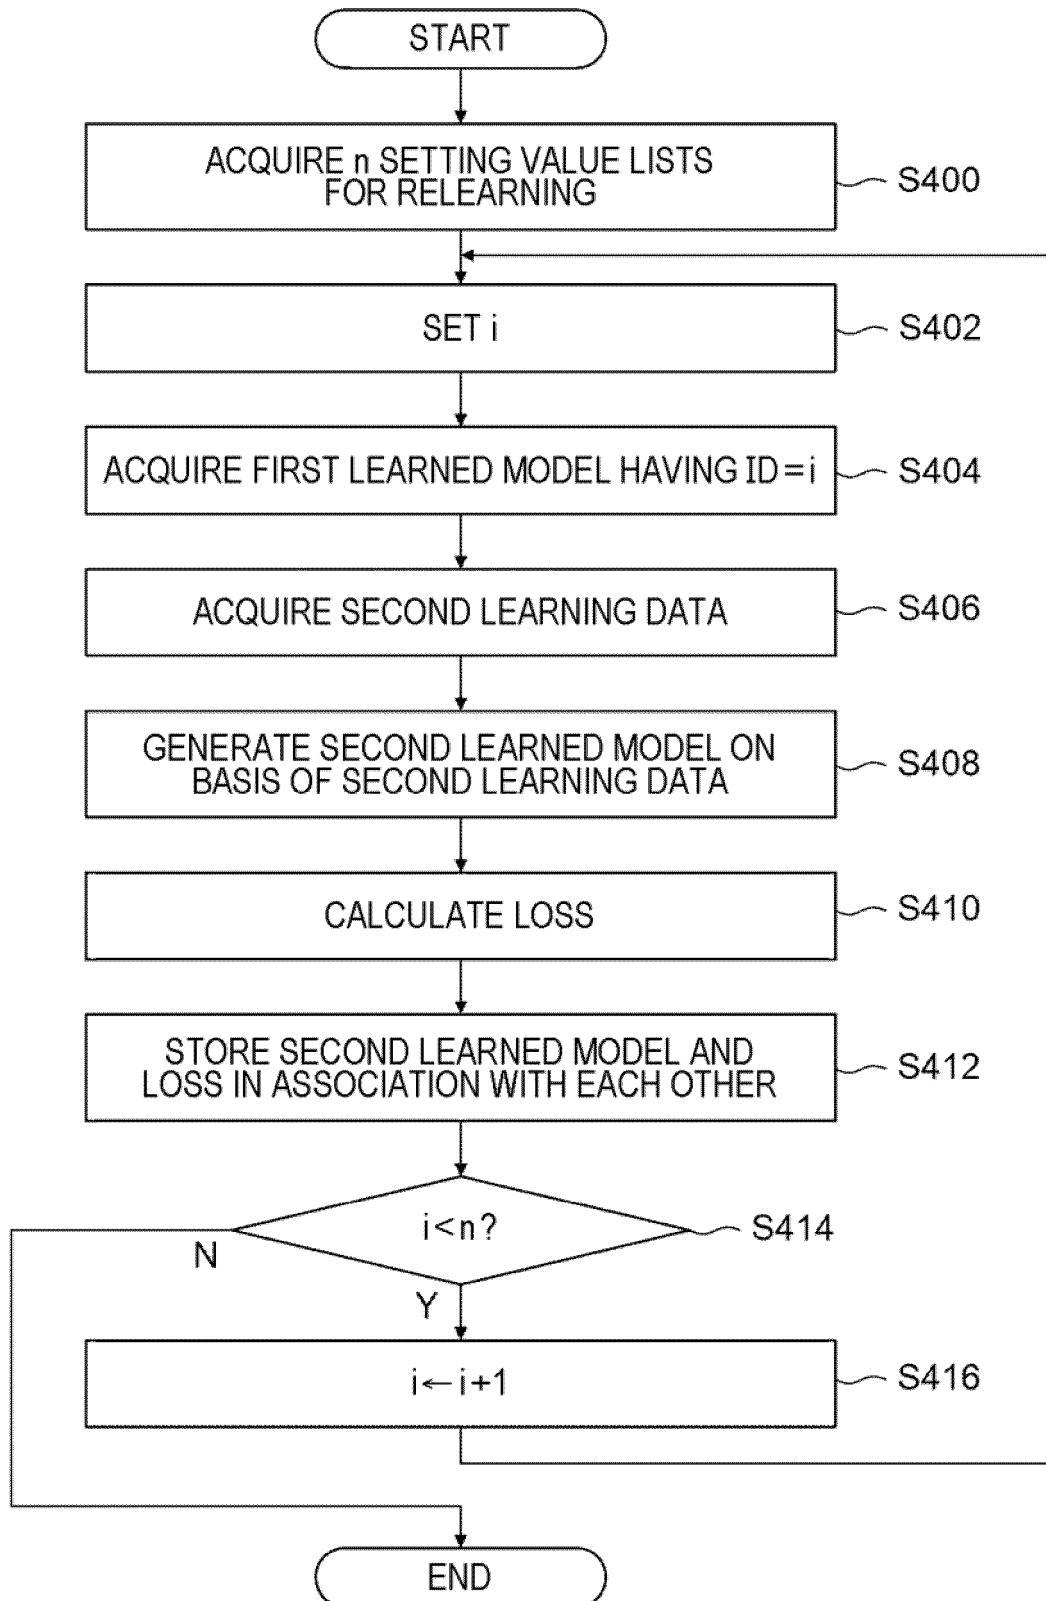 START
ACQUIRE n SETTING VALUE LISTS
FOR RELEARNING
S400
SET i
S402
ACQUIRE FIRST LEARNED MODEL HAVING ID=i
S404
ACQUIRE SECOND LEARNING DATA
S406
GENERATE SECOND LEARNED MODEL ON
BASIS OF SECOND LEARNING DATA
S408
CALCULATE LOSS
S410
STORE SECOND LEARNED MODEL AND
LOSS IN ASSOCIATION WITH EACH OTHER
S412
i<n?
S414
N
Y
i←i+1
S416
END